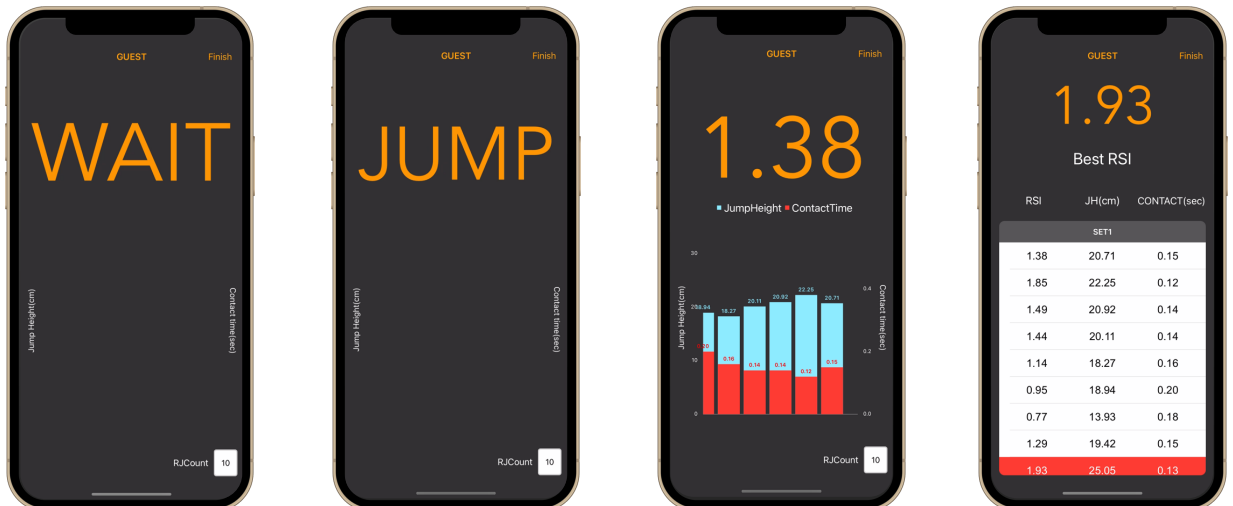 GUEST Finish
WAIT
Jump Height(cm)
Contact time(sec)
RJCount 10
GUEST Finish
JUMP
Jump Height(cm)
Contact time(sec)
RJCount 10
GUEST Finish
1.38
JumpHeight ContactTime
30
20
10
0
Jump Height(cm)
18.94 18.27 20.11 20.92 22.25 20.71
0.20 0.16 0.14 0.14 0.12 0.15
0.4
0.2
0.0
Contact time(sec)
RJCount 10
GUEST Finish
1.93
Best RSI
RSI JH(cm) CONTACT(sec)
SET1
1.38 20.71 0.15
1.85 22.25 0.12
1.49 20.92 0.14
1.44 20.11 0.14
1.14 18.27 0.16
0.95 18.94 0.20
0.77 13.93 0.18
1.29 19.42 0.15
1.93 25.05 0.13